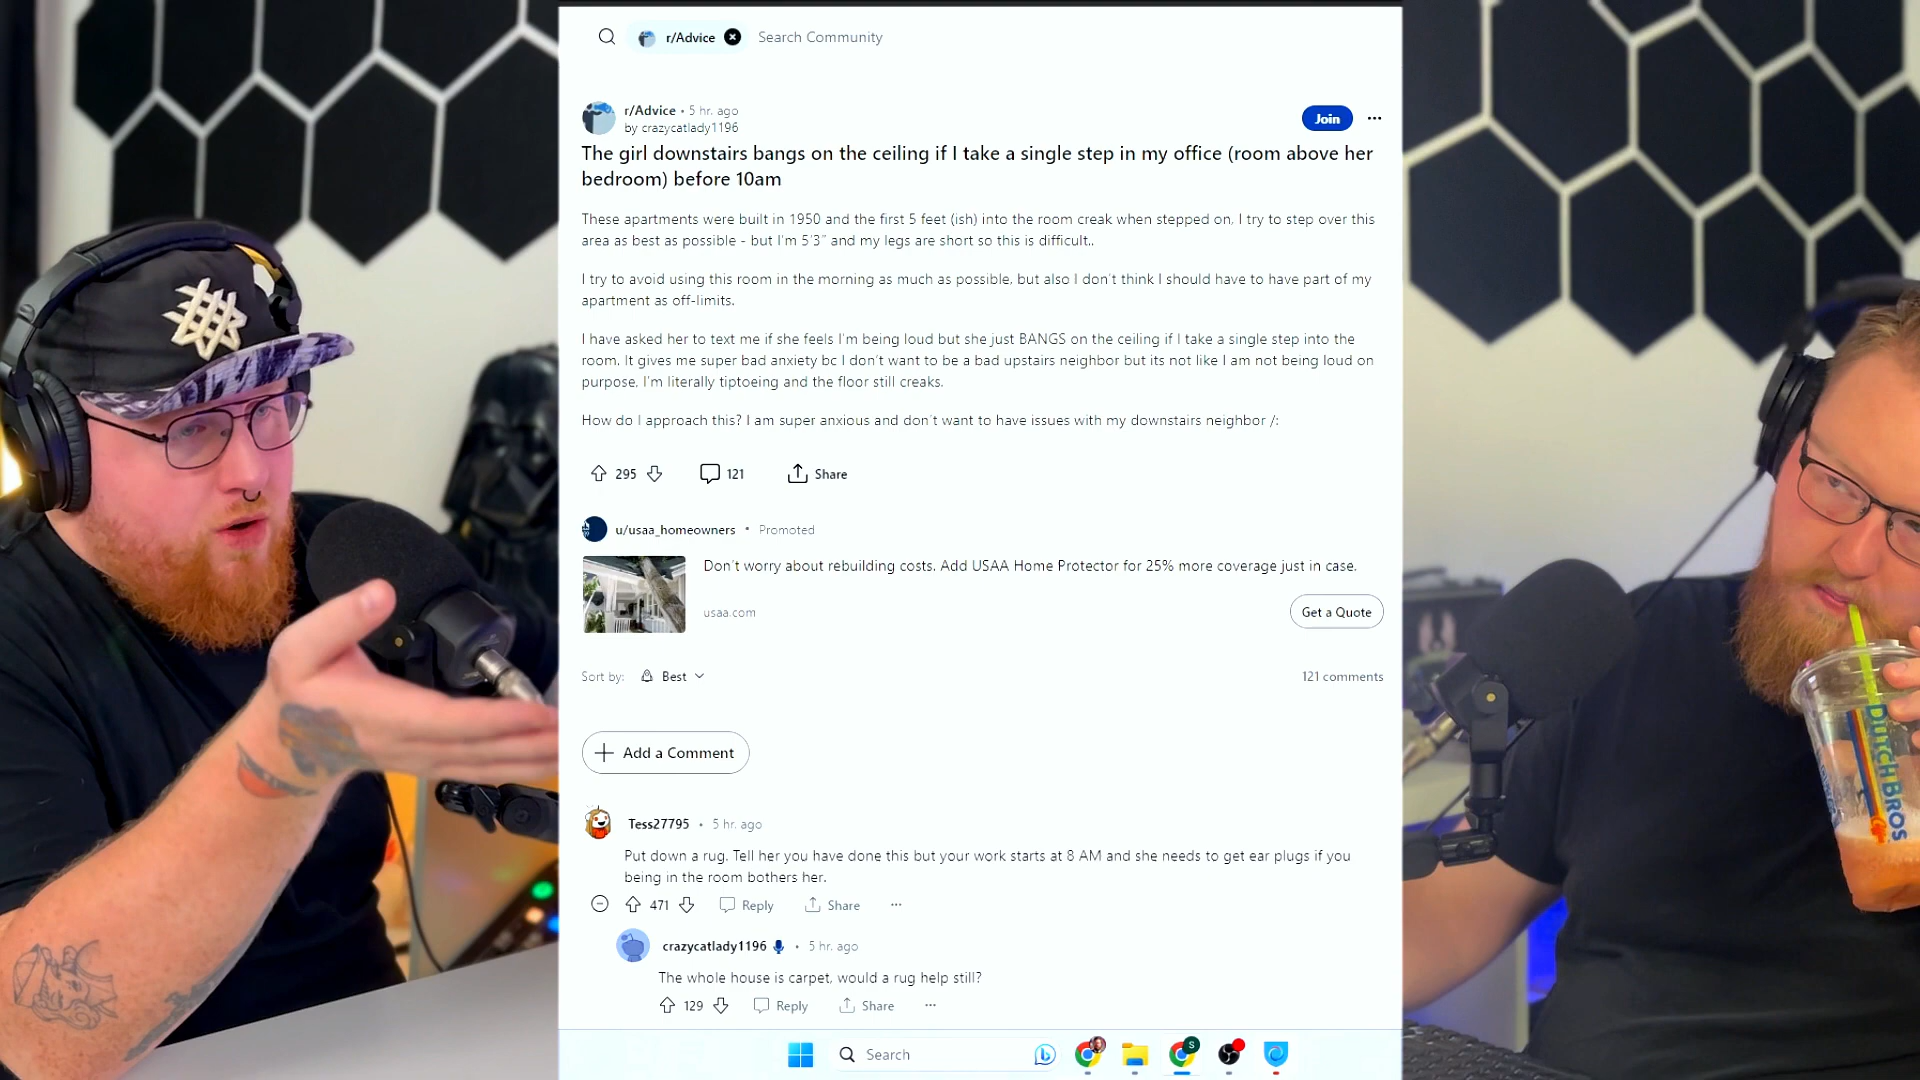 r/Advice
Search Community
r/Advice • 5 hr. ago
by crazycatlady1196
Join
The girl downstairs bangs on the ceiling if I take a single step in my office (room above her
bedroom) before 10am
These apartments were built in 1950 and the first 5 feet (ish) into the room creak when stepped on, I try to step over this
area as best as possible - but I'm 5'3" and my legs are short so this is difficult..
I try to avoid using this room in the morning as much as possible, but also I don't think I should have to have part of my
apartment as off-limits.
I have asked her to text me if she feels I'm being loud but she just BANGS on the ceiling if I take a single step into the
room. It gives me super bad anxiety bc I don't want to be a bad upstairs neighbor but its not like I am not being loud on
purpose, I'm literally tiptoeing and the floor still creaks.
How do I approach this? I am super anxious and don't want to have issues with my downstairs neighbor /:
295
121
Share
u/usaa_homeowners • Promoted
Don't worry about rebuilding costs. Add USAA Home Protector for 25% more coverage just in case.
usaa.com
Get a Quote
Sort by: Best
121 comments
Add a Comment
Tess27795 • 5 hr. ago
Put down a rug. Tell her you have done this but your work starts at 8 AM and she needs to get ear plugs if you
being in the room bothers her.
471
Reply
Share
crazycatlady1196 • 5 hr. ago
The whole house is carpet, would a rug help still?
129
Reply
Share
Search
S
DUTCH BROS